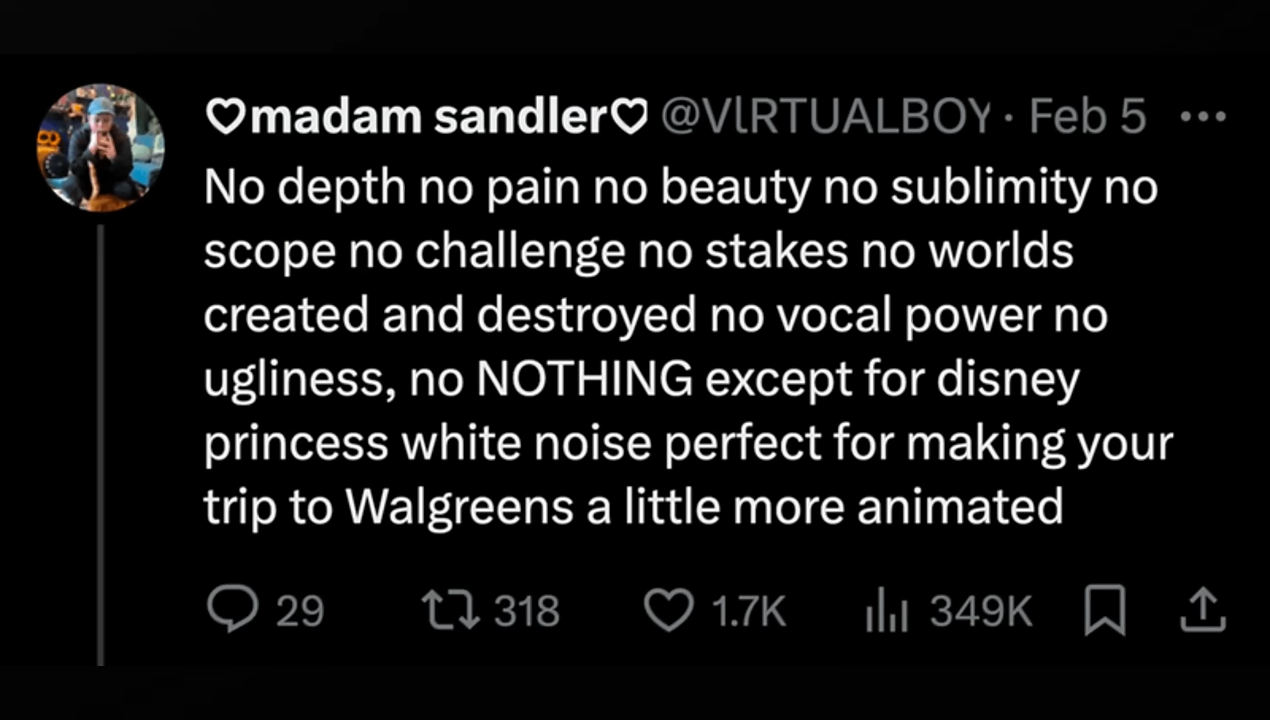 ♡madam sandler♡ @VlRTUALBOY · Feb 5 ···
No depth no pain no beauty no sublimity no
scope no challenge no stakes no worlds
created and destroyed no vocal power no
ugliness, no NOTHING except for disney
princess white noise perfect for making your
trip to Walgreens a little more animated
29 318 1.7K 349K